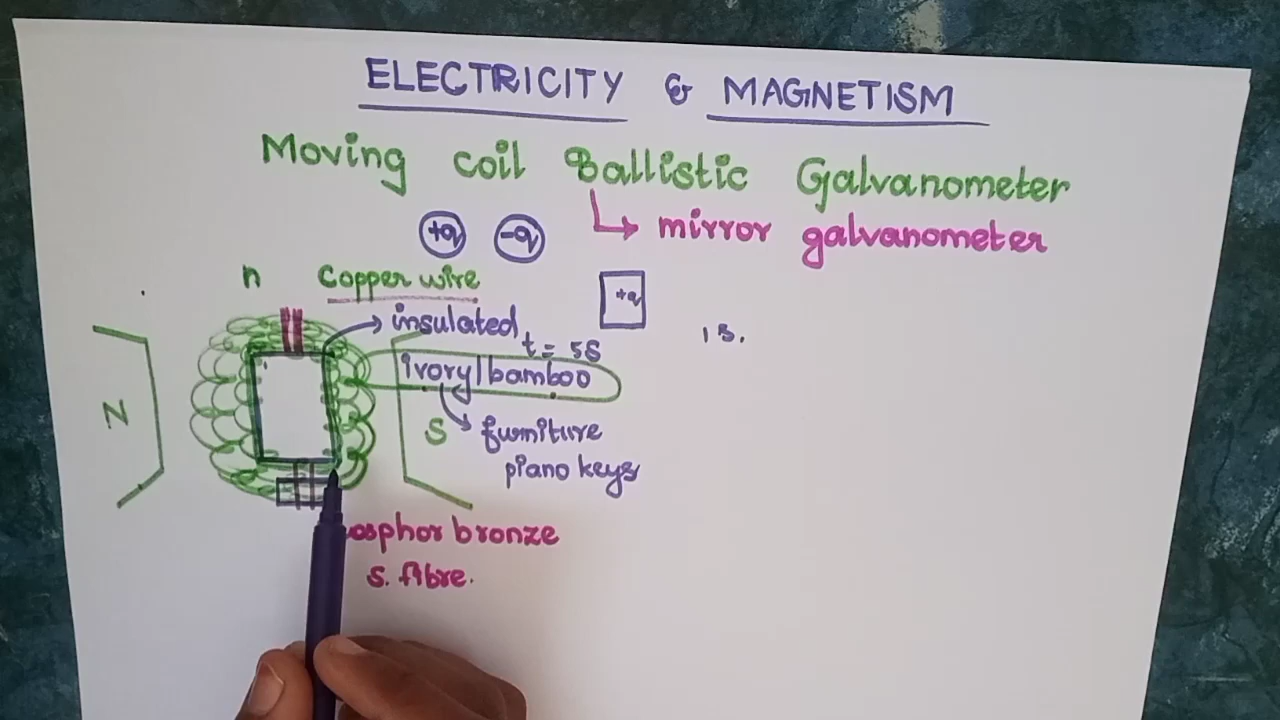 ELECTRICITY & MAGNETISM
Moving coil Ballistic Galvanometer
mirror galvanometer
+q -q
n Copper wire
+q
insulated
1s.
t = 5s
ivory/bamboo
N
S
furniture
piano keys
osphor bronze
s. fibre.